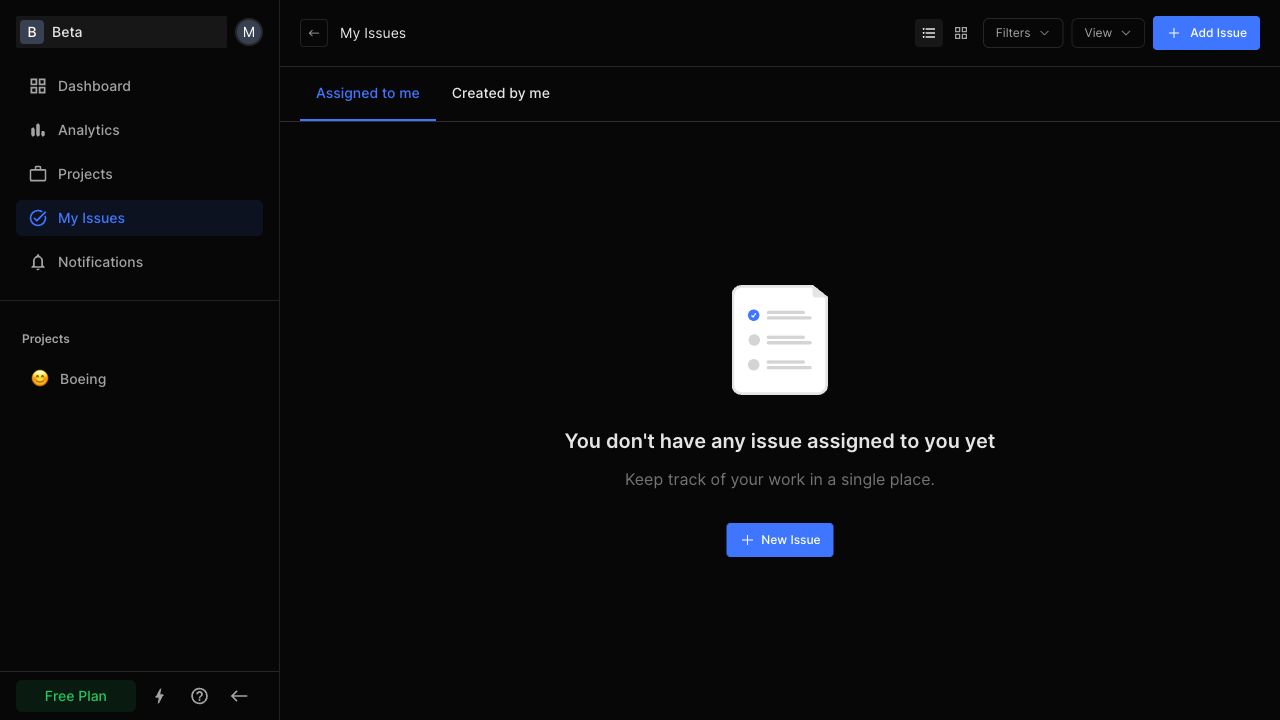 B Beta M
Dashboard
Analytics
Projects
My Issues
Notifications
Projects
Boeing
Free Plan
My Issues
Filters
View
Add Issue
Assigned to me
Created by me
You don't have any issue assigned to you yet
Keep track of your work in a single place.
New Issue